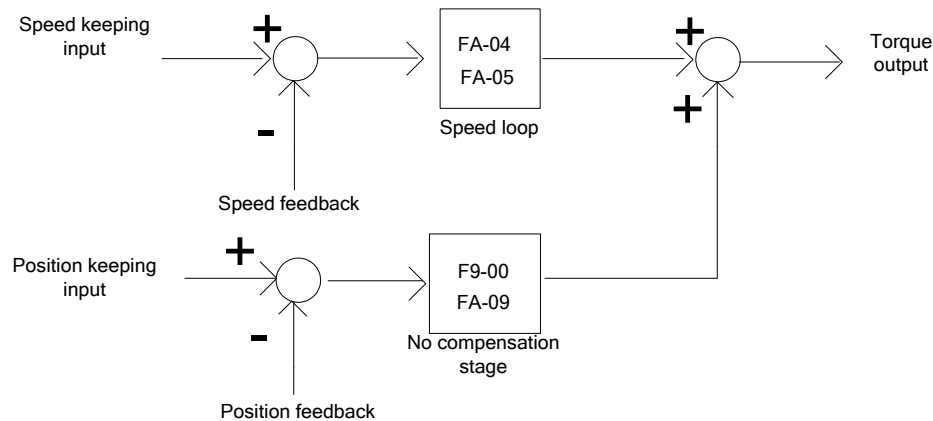 Speed keeping
input
+
-
Speed feedback
FA-04
FA-05
Speed loop
+
+
Torque
output
Position keeping
input
+
-
Position feedback
F9-00
FA-09
No compensation
stage